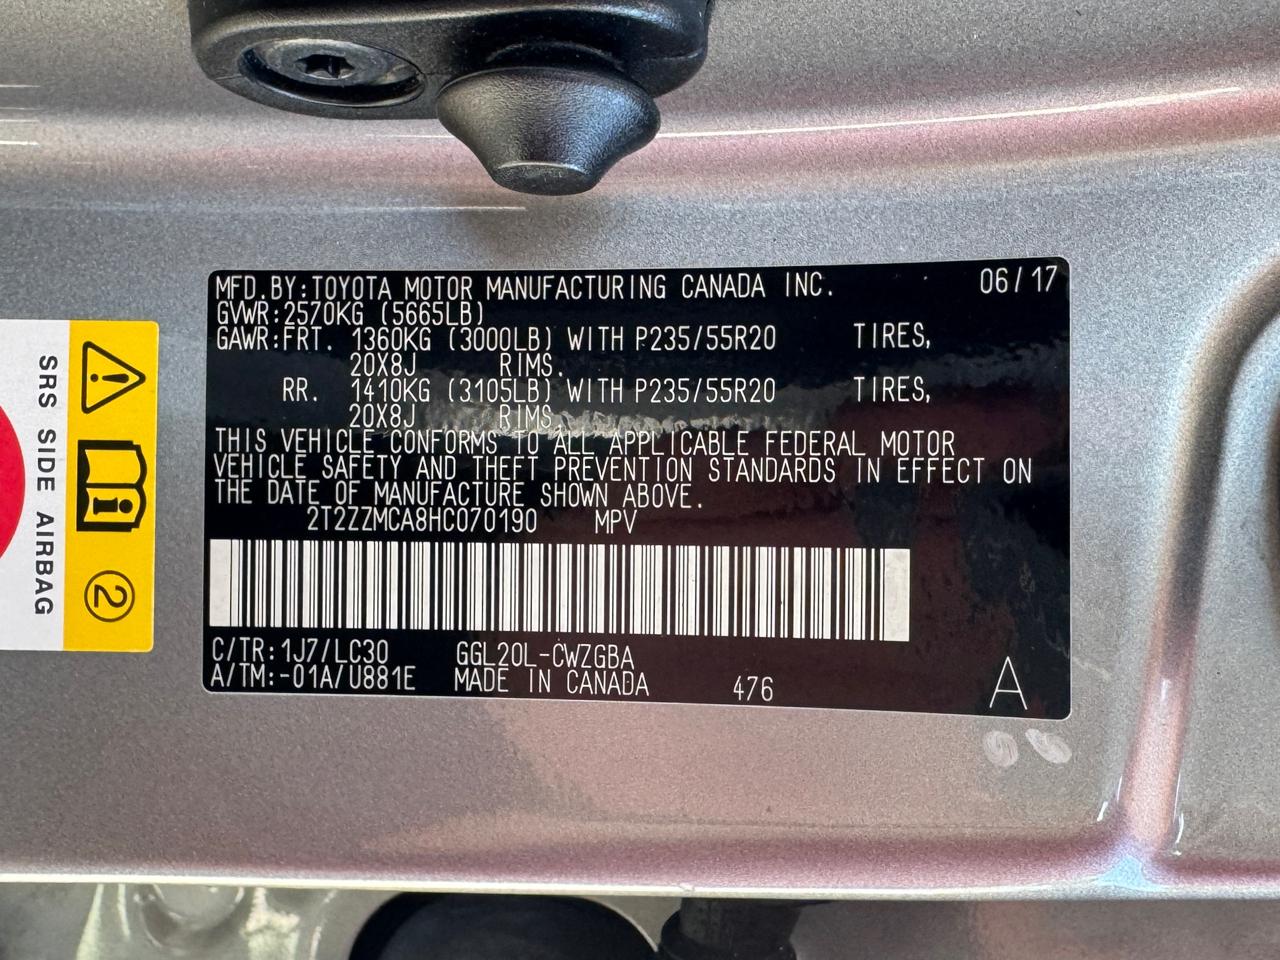 MFD.BY:TOYOTA MOTOR MANUFACTURING CANADA INC. 06/17
GVWR:2570KG (5665LB)
GAWR:FRT. 1360KG (3000LB) WITH P235/55R20 TIRES,
20X8J RIMS.
RR. 1410KG (3105LB) WITH P235/55R20 TIRES,
20X8J RIMS.
THIS VEHICLE CONFORMS TO ALL APPLICABLE FEDERAL MOTOR
VEHICLE SAFETY AND THEFT PREVENTION STANDARDS IN EFFECT ON
THE DATE OF MANUFACTURE SHOWN ABOVE.
2T2ZZMCA8HC070190 MPV
C/TR:1J7/LC30 GGL20L-CWZGBA
A/TM:-01A/U881E MADE IN CANADA 476 A
SRS SIDE AIRBAG
2